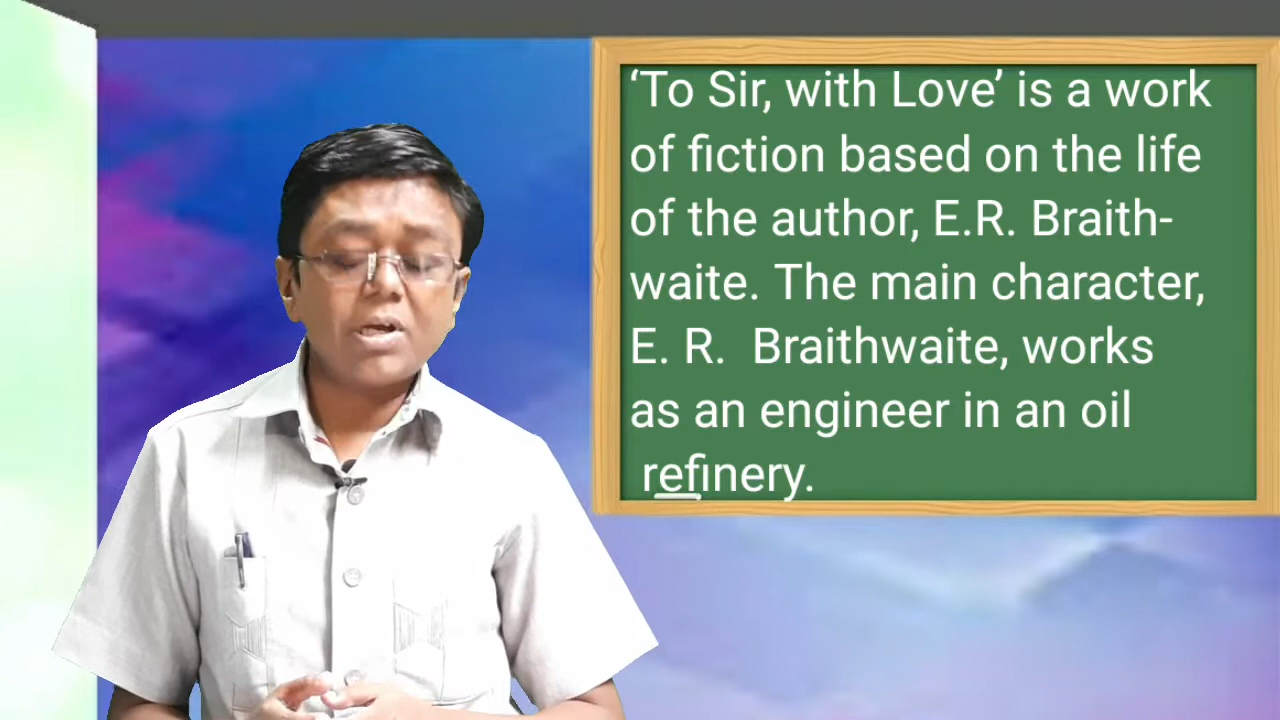 ‘To Sir, with Love’ is a work
of fiction based on the life
of the author, E.R. Braith-
waite. The main character,
E. R. Braithwaite, works
as an engineer in an oil
refinery.